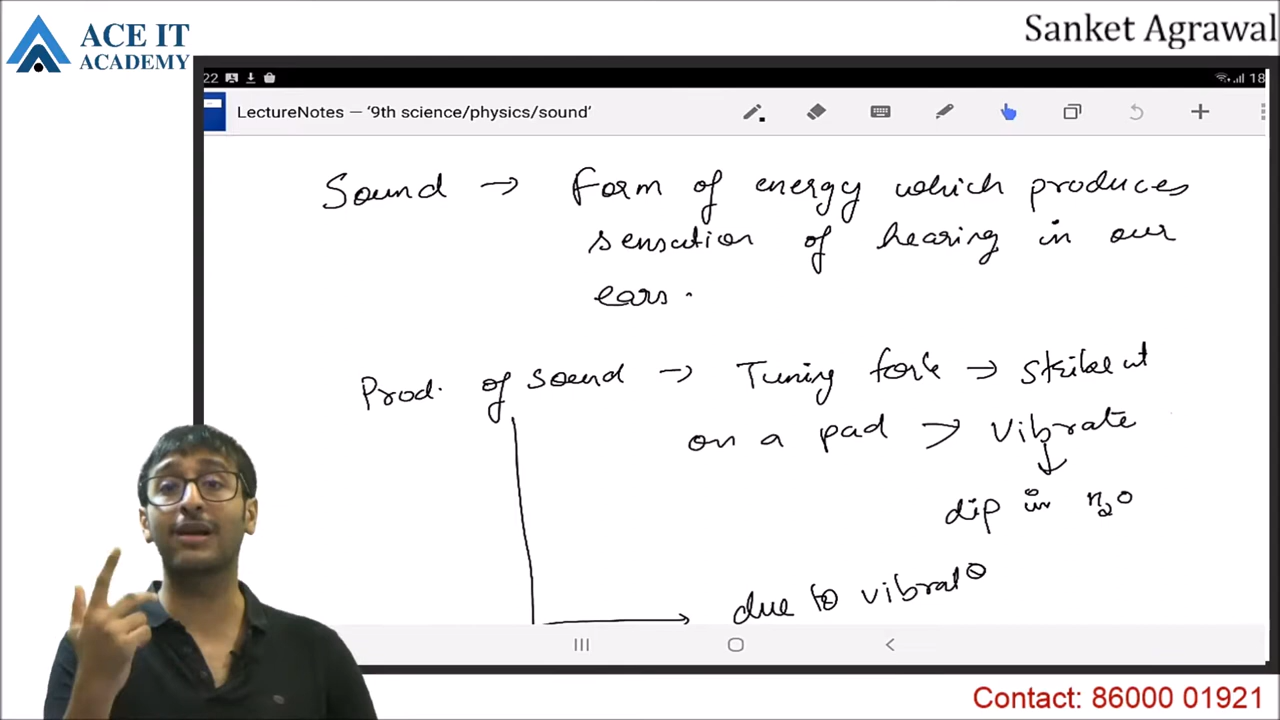 ACE IT
ACADEMY
Sanket Agrawal
22
18
LectureNotes — ‘9th science/physics/sound’
Sound → Form of energy which produces
sensation of hearing in our
ears.
Prod. of sound → Tuning fork → strike it
on a pad → vibrate
dip in H2O
due to vibrat
Contact: 86000 01921